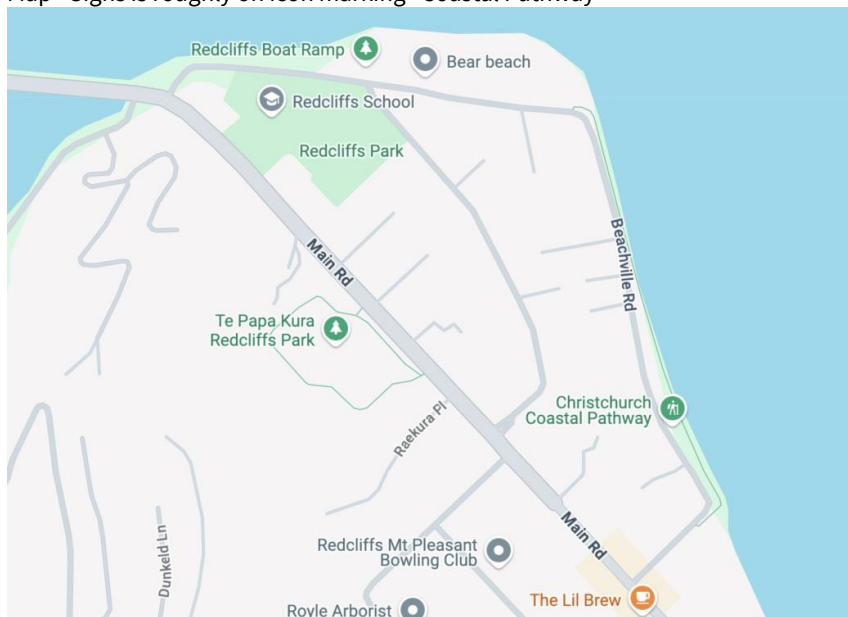 Map - Signs is roughly on icon marking "Coastal Pathway"
Redcliffs Boat Ramp
Bear beach
Redcliffs School
Redcliffs Park
Main Rd
Beachville Rd
Te Papa Kura
Redcliffs Park
Christchurch
Coastal Pathway
Raekura Pl
Main Rd
Dunkeld Ln
Redcliffs Mt Pleasant
Bowling Club
The Lil Brew
Royle Arborist